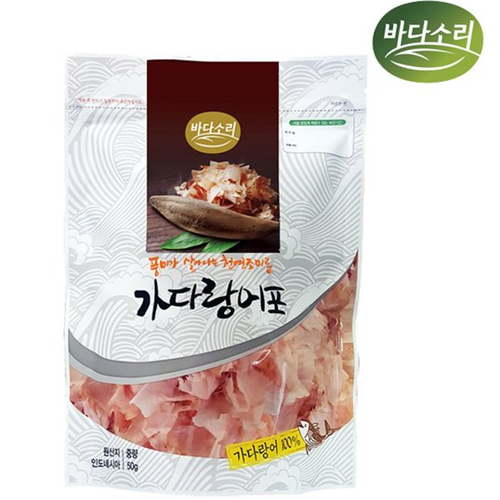 바다소리
바다소리
풍미가 살아나는 천연조미료
가다랑어포
가다랑어 100%
원산지 중량
인도네시아 50g